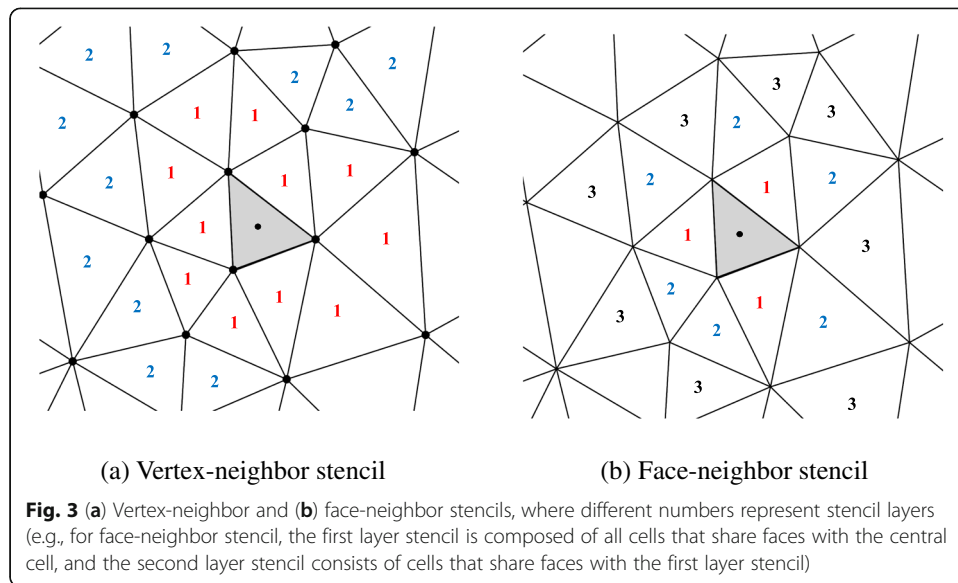 2 2 2 2
2 1 1 2
2 1 1 1
1 1
2 1
1 1
2 2 2
3 3 3
2
3 2 1 2
1 3
2 1
3 2 2
3 3
(a) Vertex-neighbor stencil
(b) Face-neighbor stencil
Fig. 3 (a) Vertex-neighbor and (b) face-neighbor stencils, where different numbers represent stencil layers
(e.g., for face-neighbor stencil, the first layer stencil is composed of all cells that share faces with the central
cell, and the second layer stencil consists of cells that share faces with the first layer stencil)